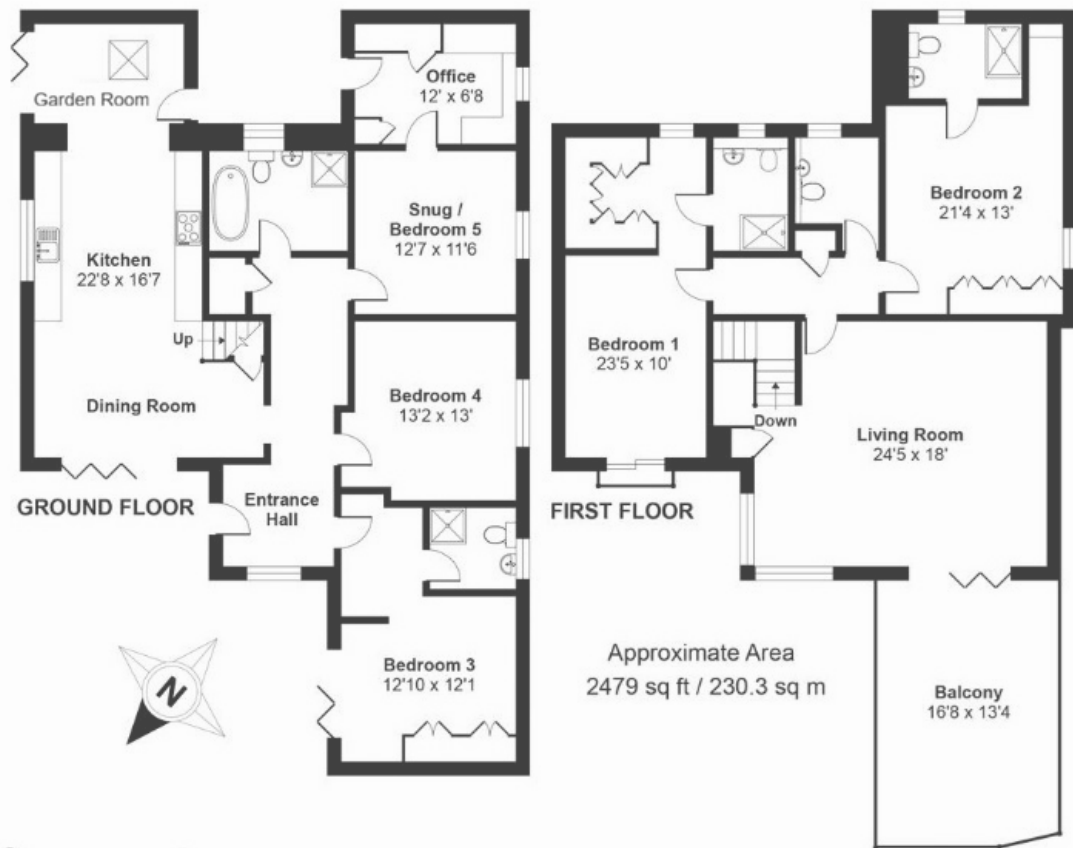 Garden Room
Office
12' x 6'8
Snug /
Bedroom 5
12'7 x 11'6
Kitchen
22'8 x 16'7
Up
Bedroom 4
13'2 x 13'
Dining Room
Entrance
Hall
GROUND FLOOR
Bedroom 3
12'10 x 12'1
N
Bedroom 2
21'4 x 13'
Bedroom 1
23'5 x 10'
Down
Living Room
24'5 x 18'
FIRST FLOOR
Approximate Area
2479 sq ft / 230.3 sq m
Balcony
16'8 x 13'4